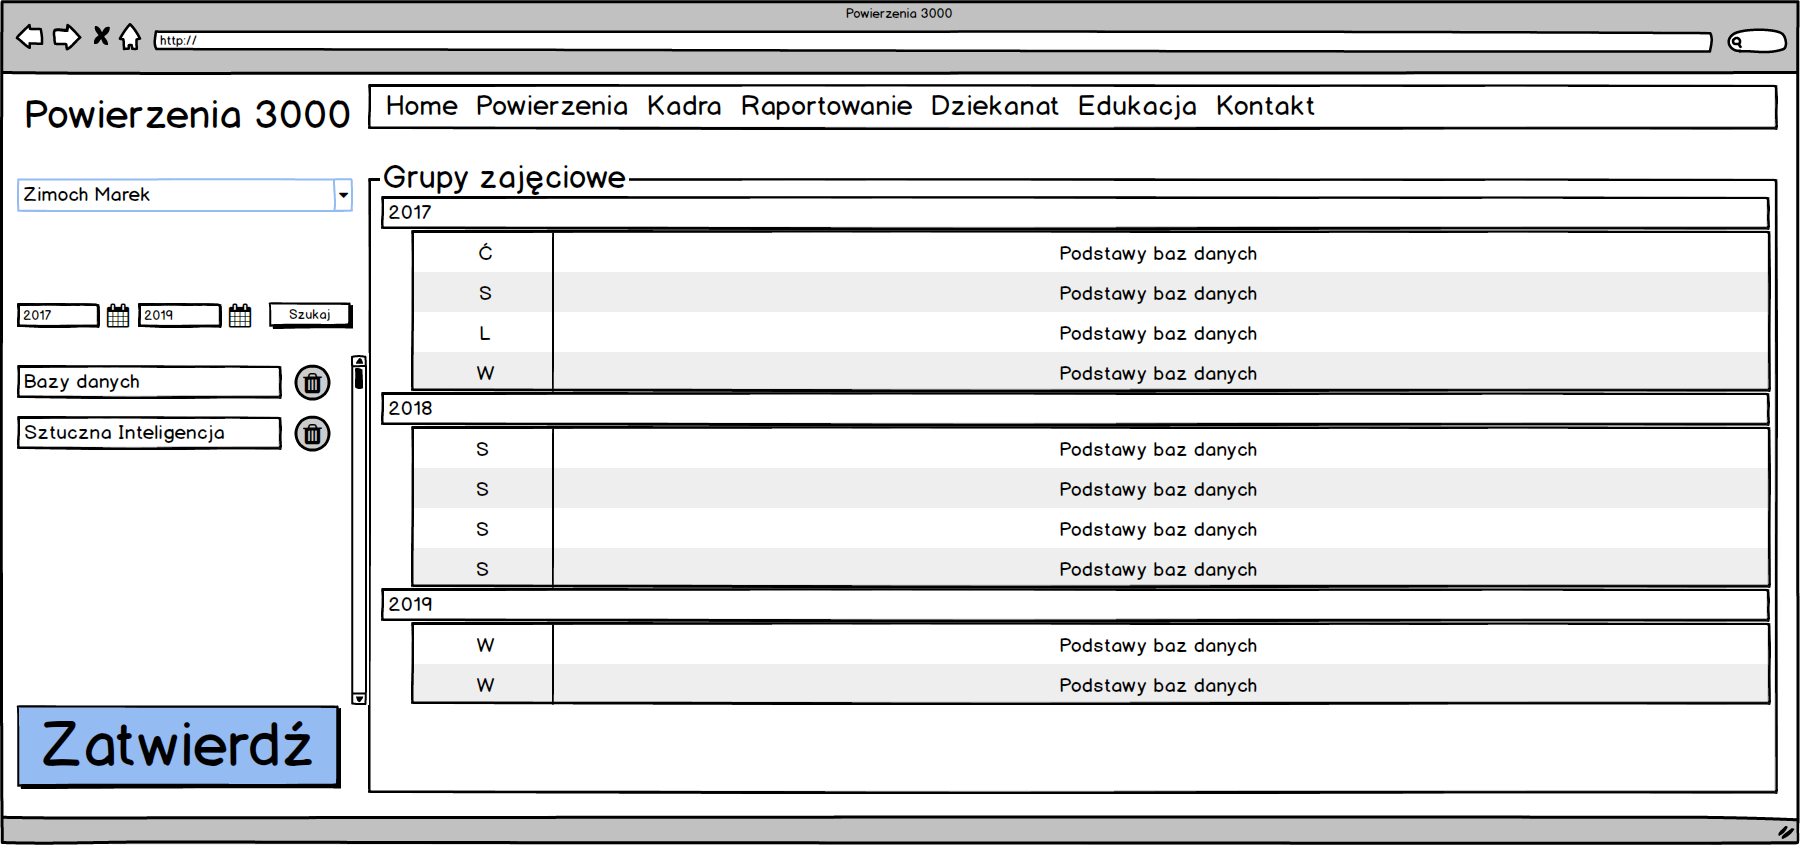 Powierzenia 3000
http://
Powierzenia 3000
Home Powierzenia Kadra Raportowanie Dziekanat Edukacja Kontakt
Zimoch Marek
2017 2019 Szukaj
Bazy danych
Sztuczna Inteligencja
Zatwierdź
Grupy zajęciowe
2017
Ć Podstawy baz danych
S Podstawy baz danych
L Podstawy baz danych
W Podstawy baz danych
2018
S Podstawy baz danych
S Podstawy baz danych
S Podstawy baz danych
S Podstawy baz danych
2019
W Podstawy baz danych
W Podstawy baz danych